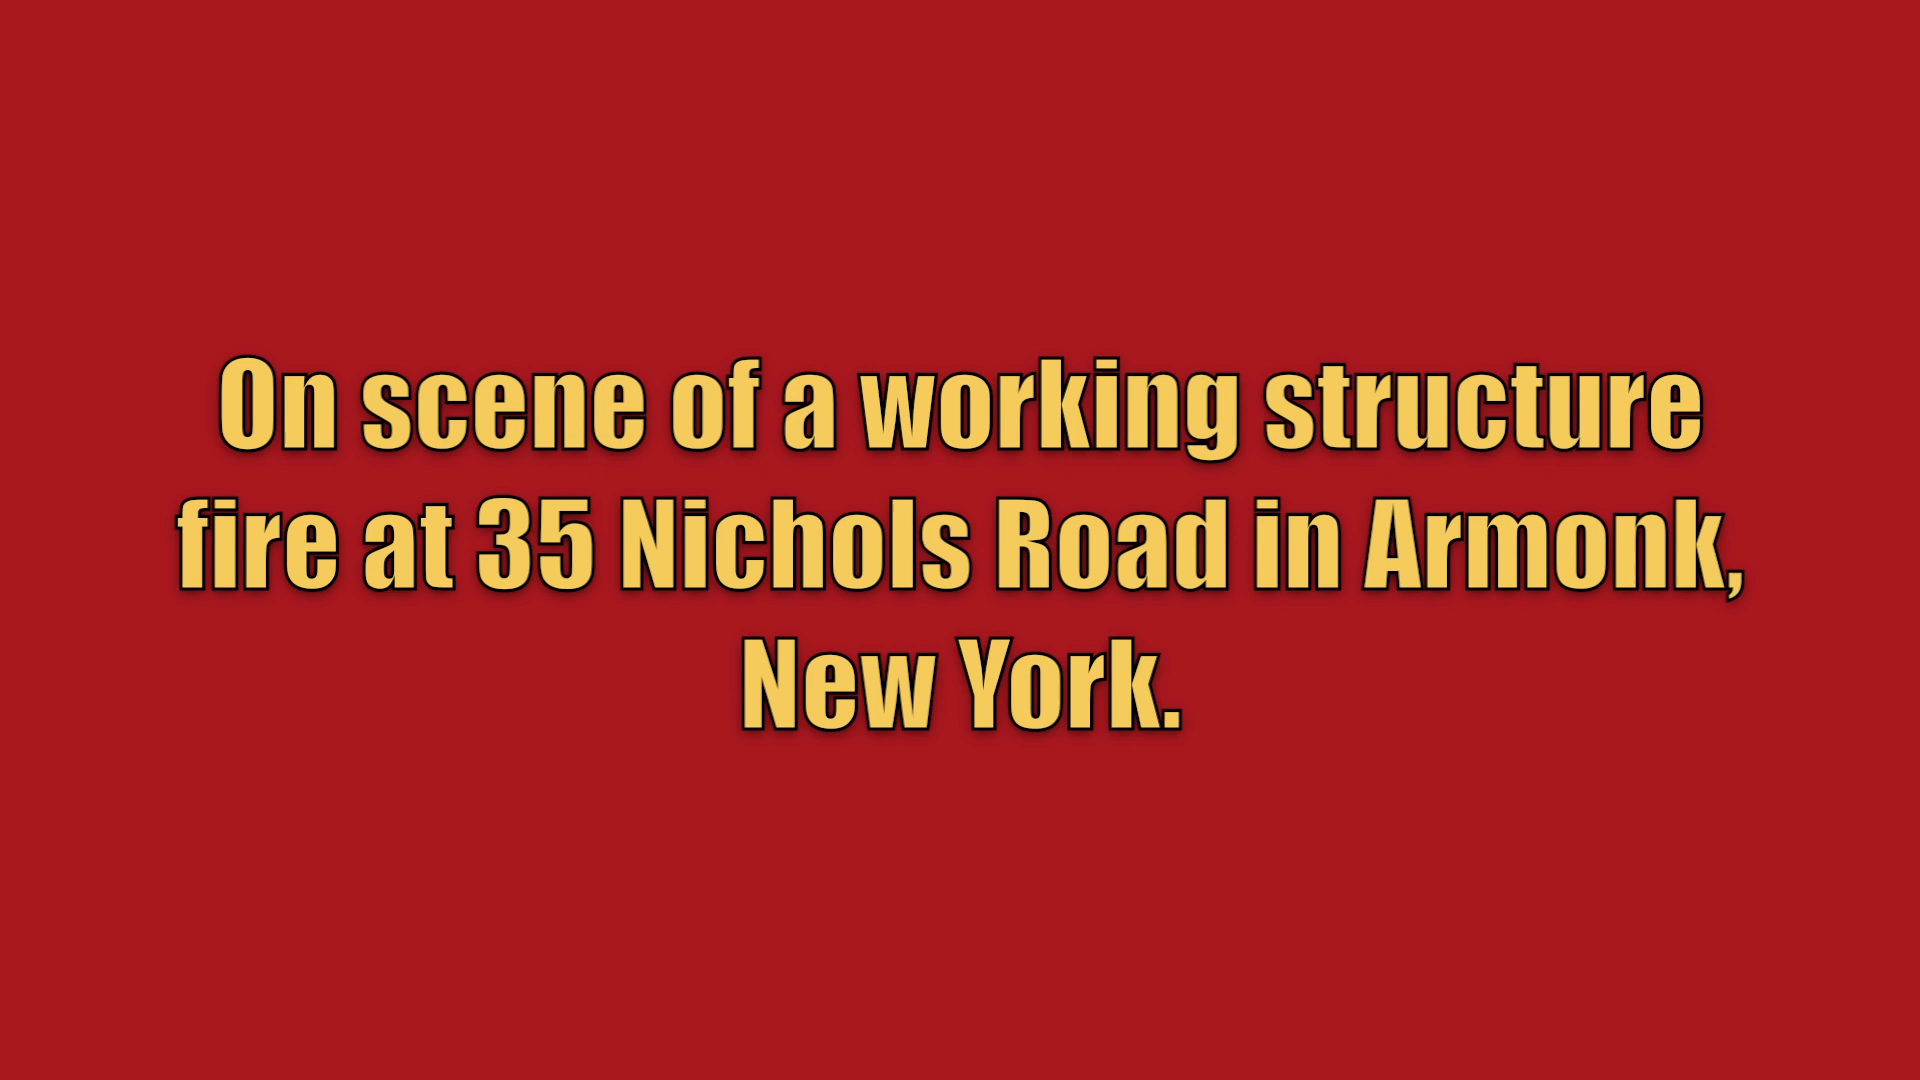 On scene of a working structure
fire at 35 Nichols Road in Armonk,
New York.